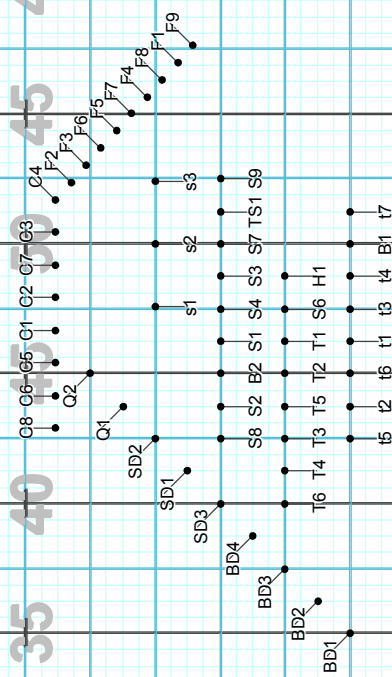 35 40 45 50 45
C8 C6 C5 C1 C2 C7 C3 C4
F2 F3 F6 F5 F7 F4 F8 F1 F9
Q2
Q1
SD2
SD1
s1 s2 s3
SD3
BD4
S8 S2 B2 S1 S4 S3 S7 TS1 S9
BD3
BD2
T6 T4 T3 T5 T2 T1 S6 H1
BD1
t5 t2 t6 t1 t3 t4 B1 t7